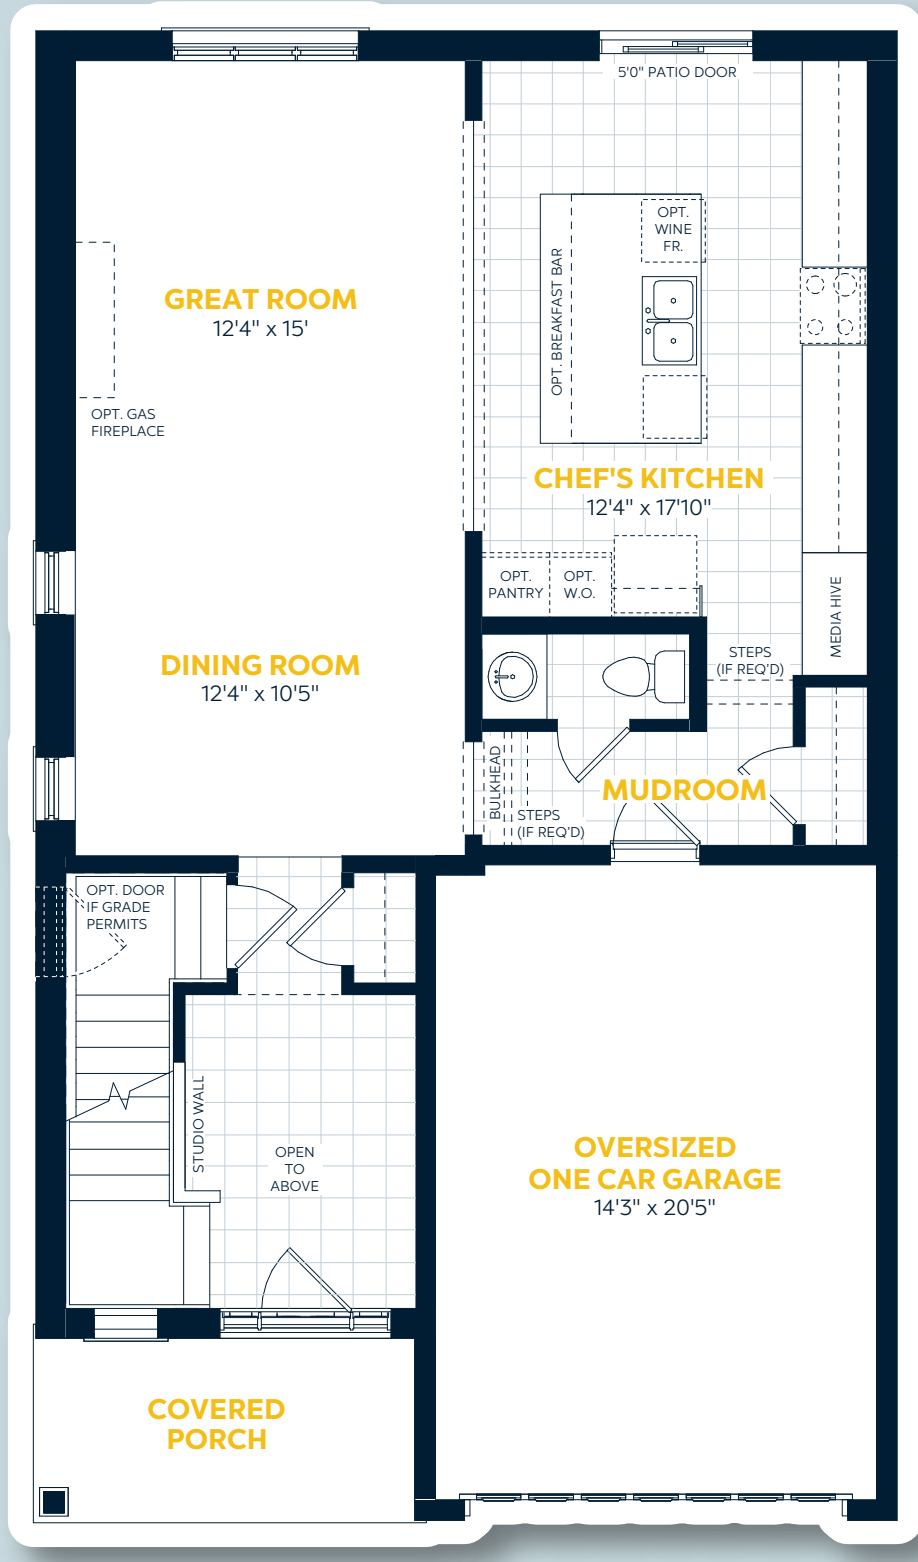 5'0" PATIO DOOR
OPT.
WINE
FR.
OPT. BREAKFAST BAR
GREAT ROOM
12'4" x 15'
OPT. GAS
FIREPLACE
CHEF'S KITCHEN
12'4" x 17'10"
OPT.
PANTRY
OPT.
W.O.
MEDIA HIVE
DINING ROOM
12'4" x 10'5"
STEPS
(IF REQ'D)
BULKHEAD
MUDROOM
STEPS
(IF REQ'D)
OPT. DOOR
IF GRADE
PERMITS
STUDIO WALL
OPEN
TO
ABOVE
OVERSIZED
ONE CAR GARAGE
14'3" x 20'5"
COVERED
PORCH